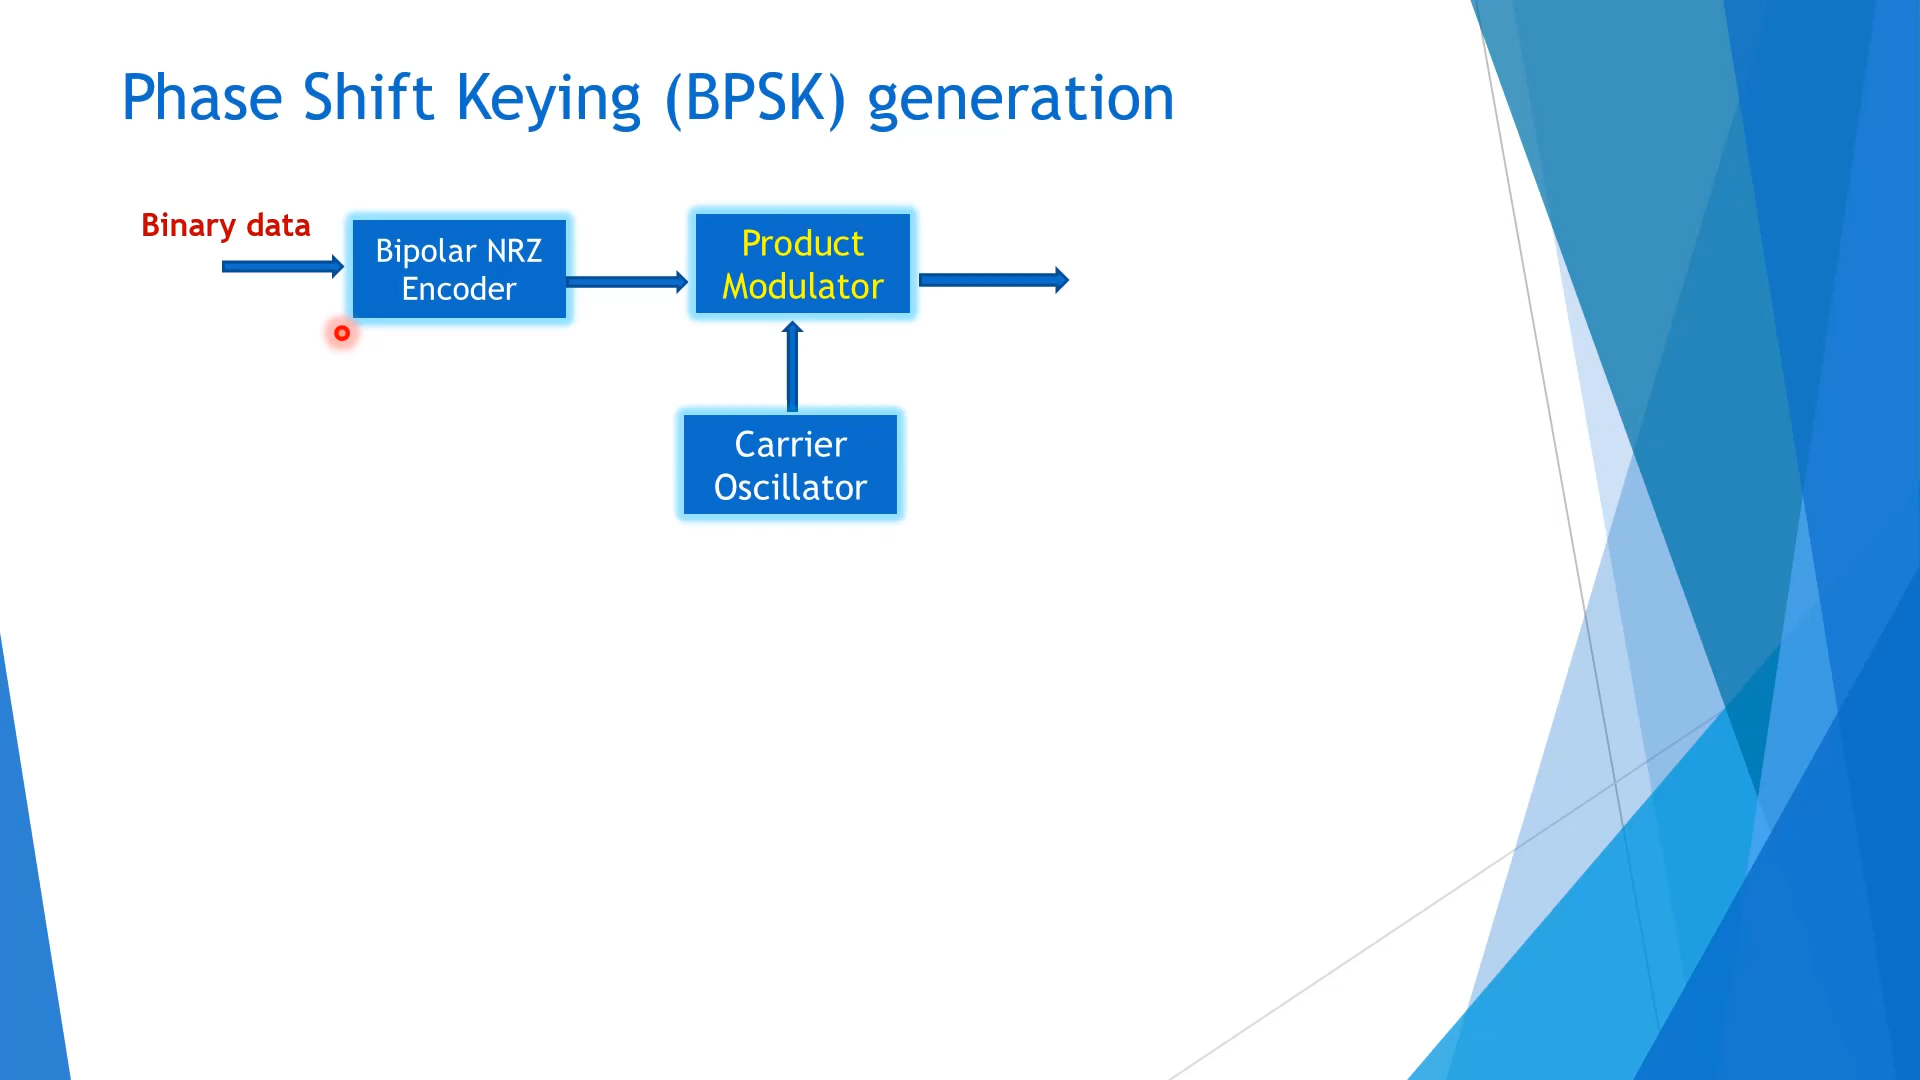 Phase Shift Keying (BPSK) generation
Binary data
Bipolar NRZ
Encoder
Product
Modulator
Carrier
Oscillator